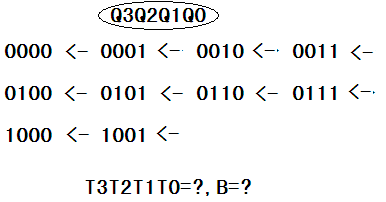 Q3Q2Q1Q0
0000 <- 0001 <- 0010 <- 0011 <-
0100 <- 0101 <- 0110 <- 0111 <-
1000 <- 1001 <-
T3T2T1T0=?,B=?